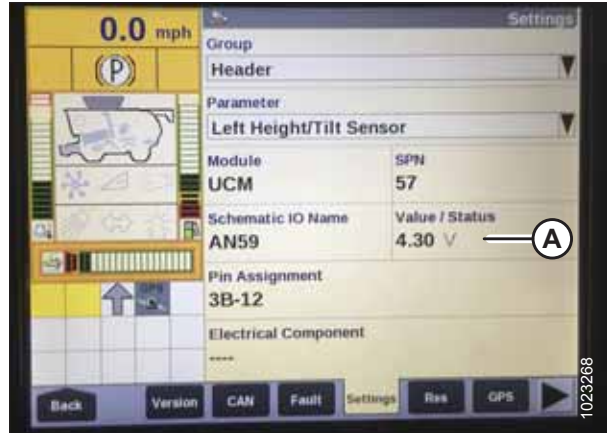 0.0 mph
Settings
(P)
Group
Header
Parameter
Left Height/Tilt Sensor
Module
UCM
SPN
57
Schematic IO Name
AN59
Value / Status
4.30 V
A
Pin Assignment
3B-12
Electrical Component
----
Back
Version
CAN
Fault
Settings
Res
GPS
1023268